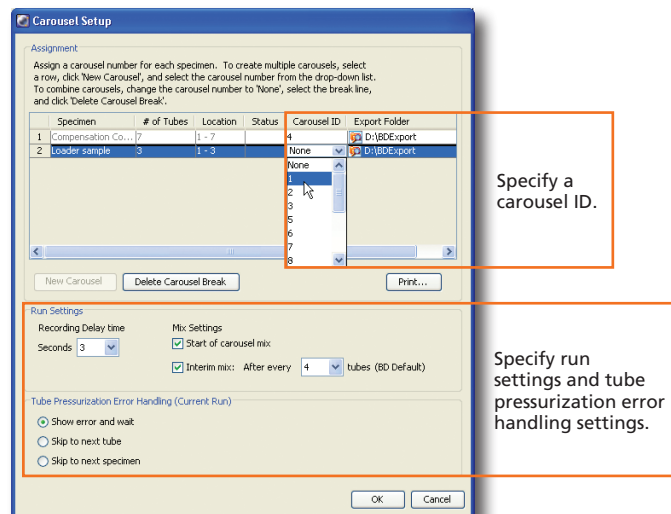 Carousel Setup
Assignment
Assign a carousel number for each specimen. To create multiple carousels, select
a row, click 'New Carousel', and select the carousel number from the drop-down list.
To combine carousels, change the carousel number to 'None', select the break line,
and click 'Delete Carousel Break'.
Specimen # of Tubes Location Status Carousel ID Export Folder
1 Compensation Co... 7 1 - 7 4 D:\BDExport
2 Loader sample 3 1 - 3 None D:\BDExport
None
1
2
3
5
6
7
8
Specify a
carousel ID.
New Carousel Delete Carousel Break Print...
Run Settings
Recording Delay time Mix Settings
Seconds 3 Start of carousel mix
Interim mix: After every 4 tubes (BD Default)
Specify run
settings and tube
pressurization error
handling settings.
Tube Pressurization Error Handling (Current Run)
Show error and wait
Skip to next tube
Skip to next specimen
OK Cancel